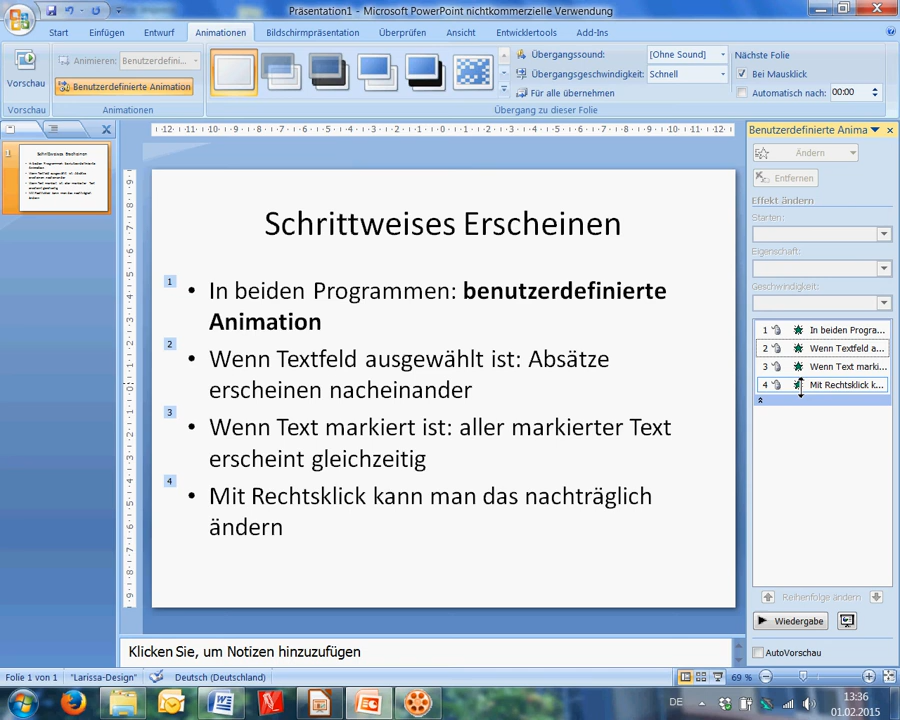 Präsentation1 - Microsoft PowerPoint nichtkommerzielle Verwendung
Start Einfügen Entwurf Animationen Bildschirmpräsentation Überprüfen Ansicht Entwicklertools Add-Ins
Vorschau
Vorschau
Animieren: Benutzerdefini...
Benutzerdefinierte Animation
Animationen
Übergangssound: [Ohne Sound]
Übergangsgeschwindigkeit: Schnell
Für alle übernehmen
Nächste Folie
Bei Mausklick
Automatisch nach: 00:00
Übergang zu dieser Folie
1
Schrittweises Erscheinen
1
• In beiden Programmen: benutzerdefinierte
Animation
2
• Wenn Textfeld ausgewählt ist: Absätze
erscheinen nacheinander
3
• Wenn Text markiert ist: aller markierter Text
erscheint gleichzeitig
4
• Mit Rechtsklick kann man das nachträglich
ändern
Benutzerdefinierte Anima
Ändern
Entfernen
Effekt ändern
Starten:
Eigenschaft:
Geschwindigkeit:
1 In beiden Progra...
2 Wenn Textfeld a...
3 Wenn Text marki...
4 Mit Rechtsklick k...
Reihenfolge ändern
Wiedergabe
AutoVorschau
Klicken Sie, um Notizen hinzuzufügen
Folie 1 von 1 "Larissa-Design" Deutsch (Deutschland) 69 %
DE 13:36
01.02.2015